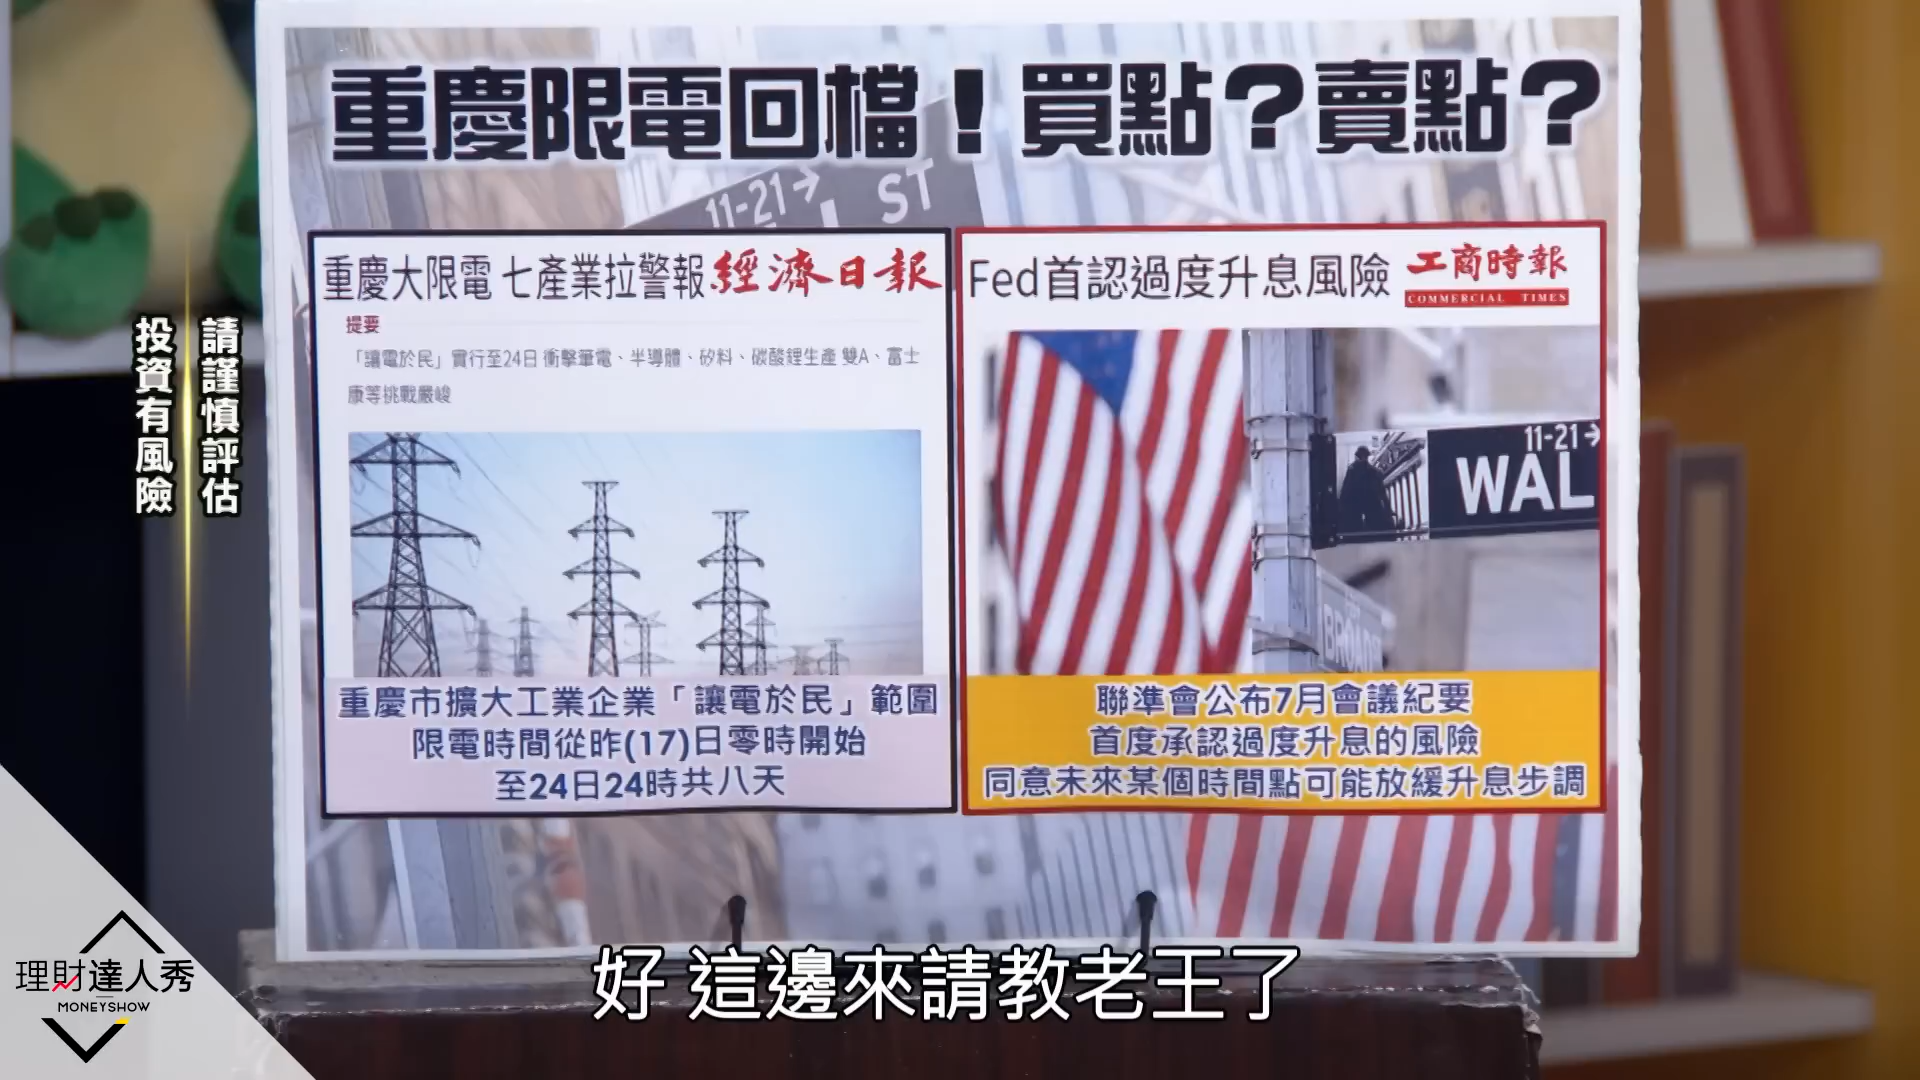 重慶限電回檔！買點？賣點？
11-21→
ST
重慶大限電 七產業拉警報 經濟日報
提要
「讓電於民」實行至24日 衝擊筆電、半導體、矽料、碳酸鋰生產 雙A、富士
康等挑戰嚴峻
重慶市擴大工業企業「讓電於民」範圍
限電時間從昨(17)日零時開始
至24日24時共八天
Fed首認過度升息風險 工商時報
COMMERCIAL TIMES
11-21→
WAL
BROAD ST
聯準會公布7月會議紀要
首度承認過度升息的風險
同意未來某個時間點可能放緩升息步調
請謹慎評估
投資有風險
理財達人秀
MONEYSHOW
好 這邊來請教老王了